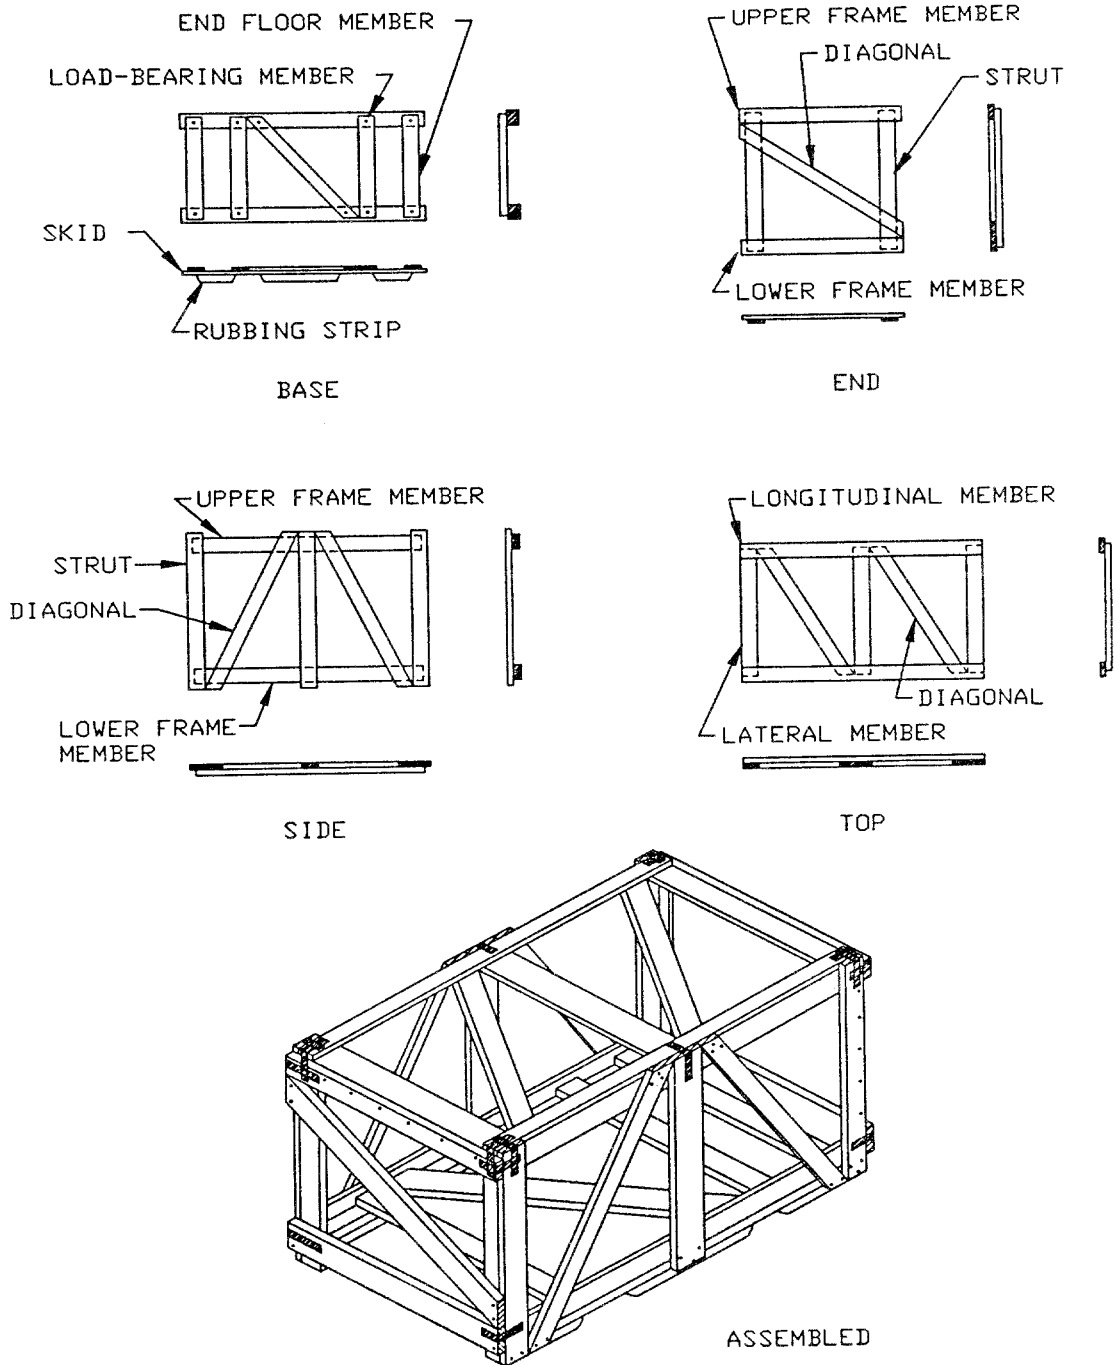 END FLOOR MEMBER
LOAD-BEARING MEMBER
SKID
RUBBING STRIP
BASE
UPPER FRAME MEMBER
DIAGONAL
STRUT
LOWER FRAME MEMBER
END
UPPER FRAME MEMBER
STRUT
DIAGONAL
LOWER FRAME
MEMBER
SIDE
LONGITUDINAL MEMBER
DIAGONAL
LATERAL MEMBER
TOP
ASSEMBLED